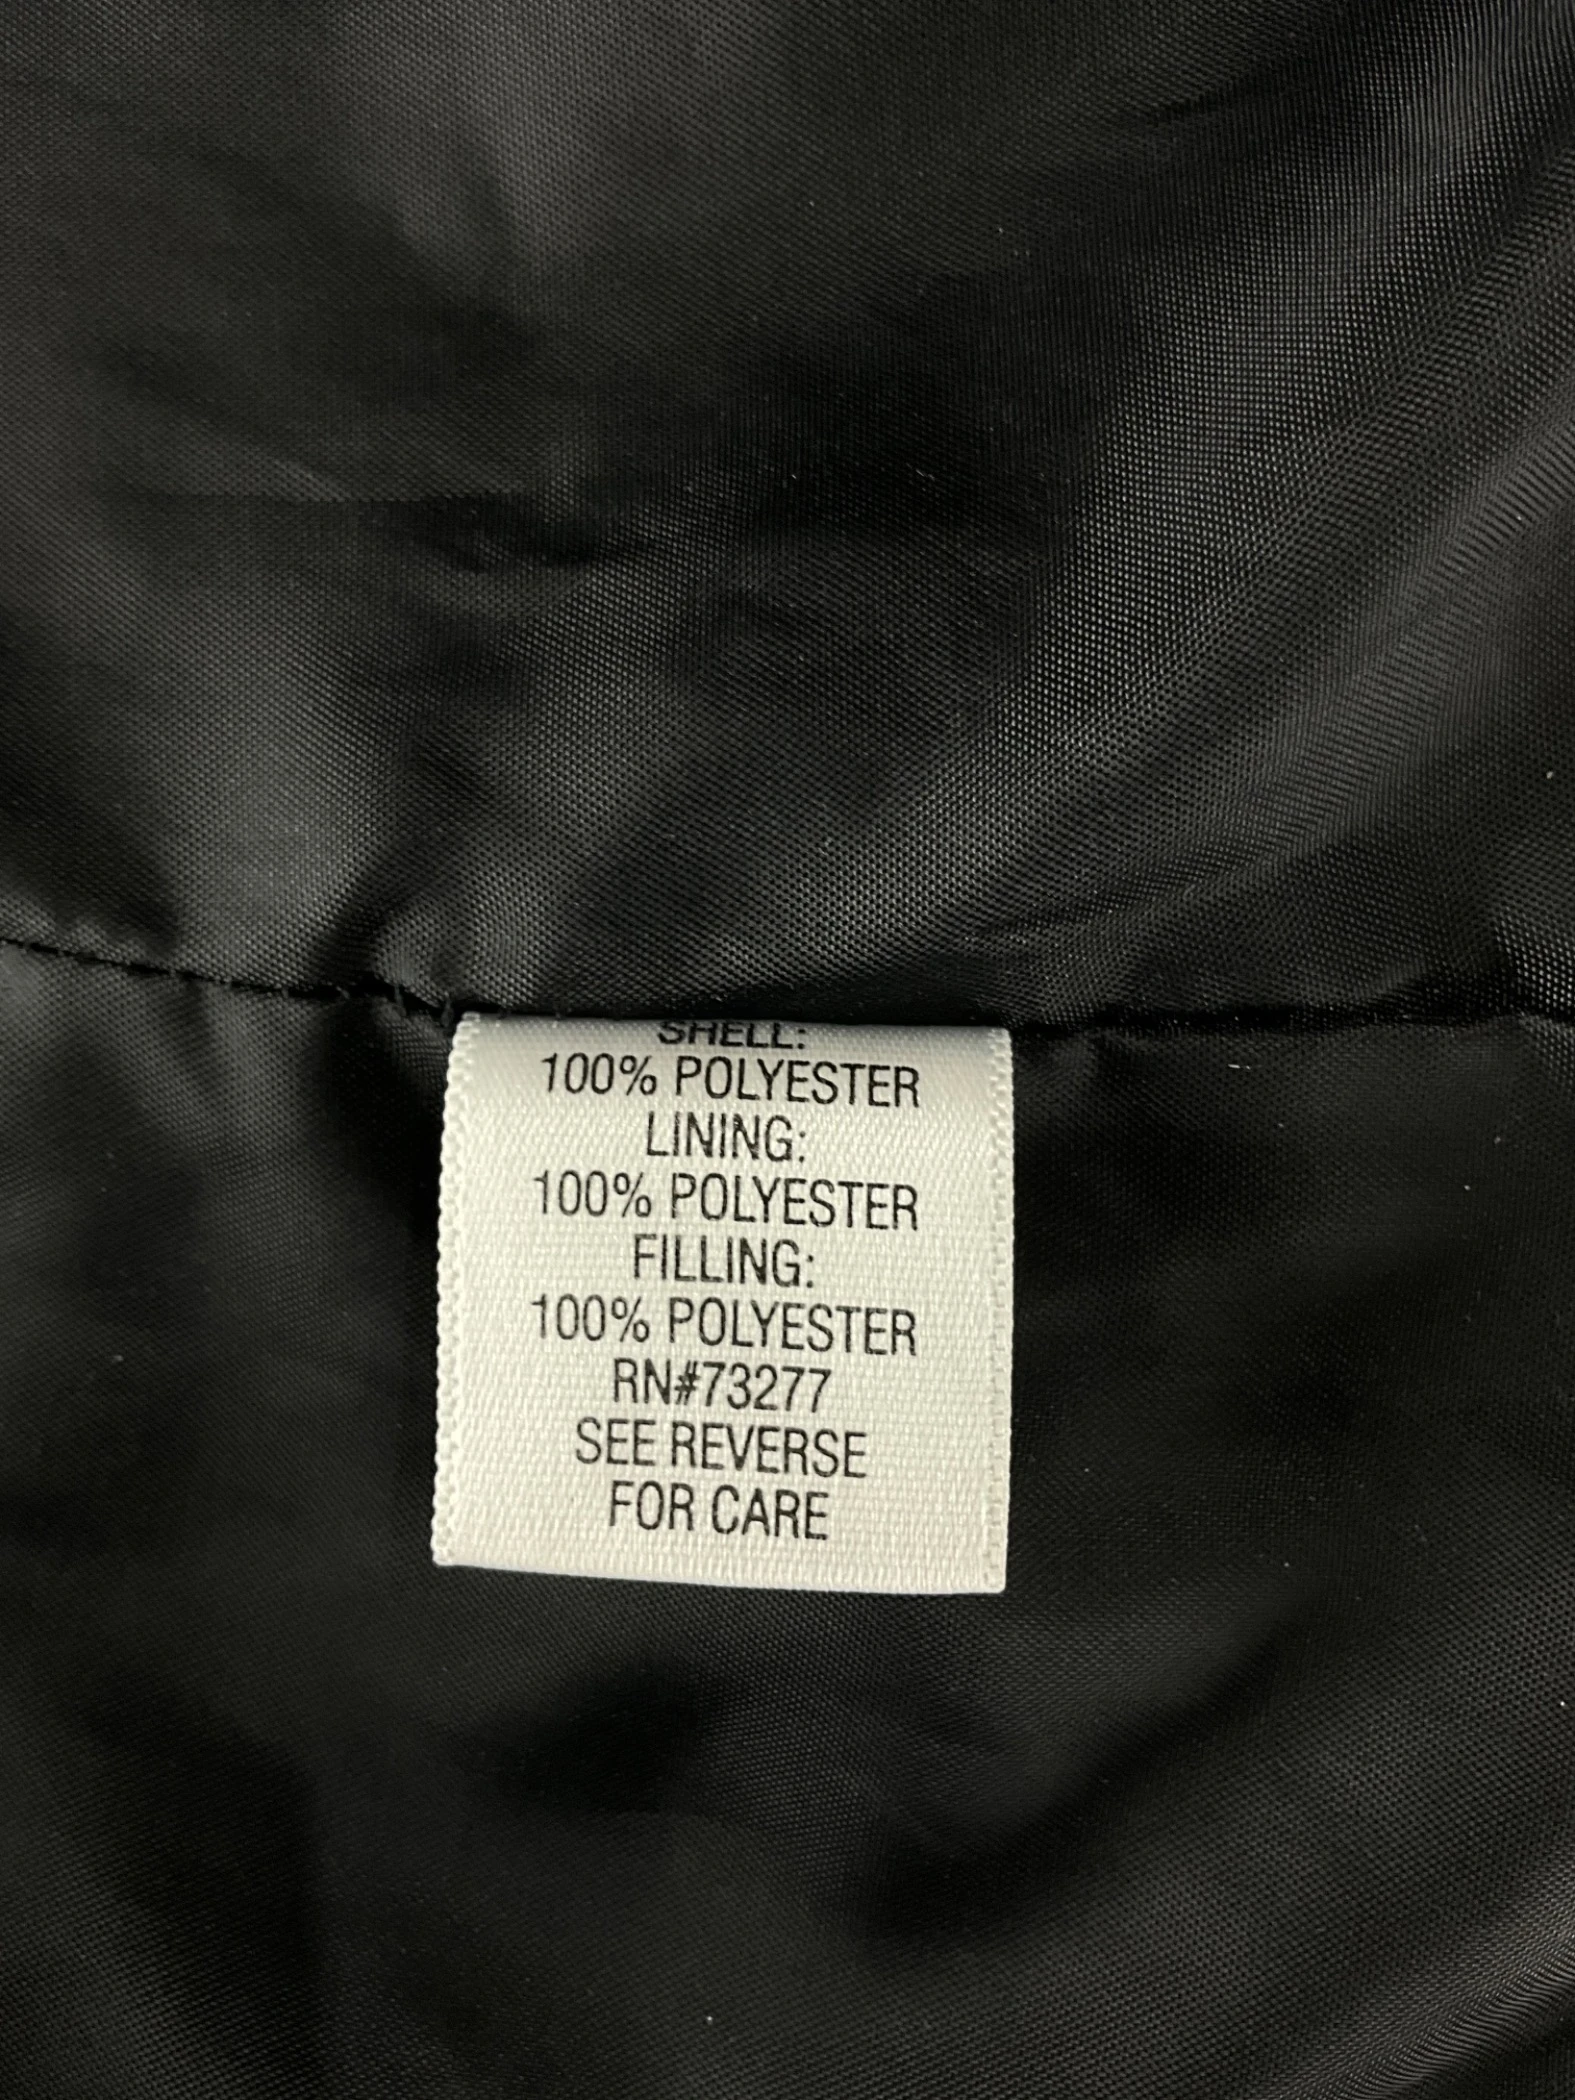 SHELL:
100% POLYESTER
LINING:
100% POLYESTER
FILLING:
100% POLYESTER
RN#73277
SEE REVERSE
FOR CARE